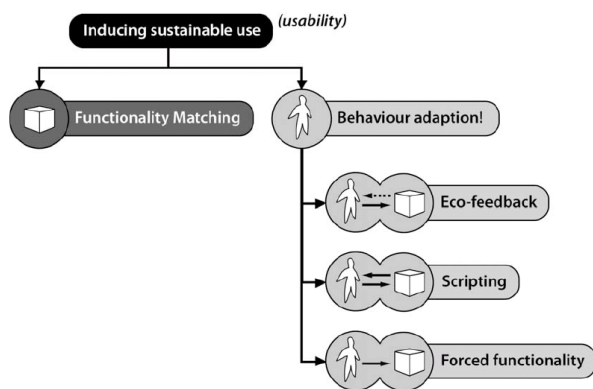 Inducing sustainable use (usability)
Functionality Matching
Behaviour adaption!
Eco-feedback
Scripting
Forced functionality